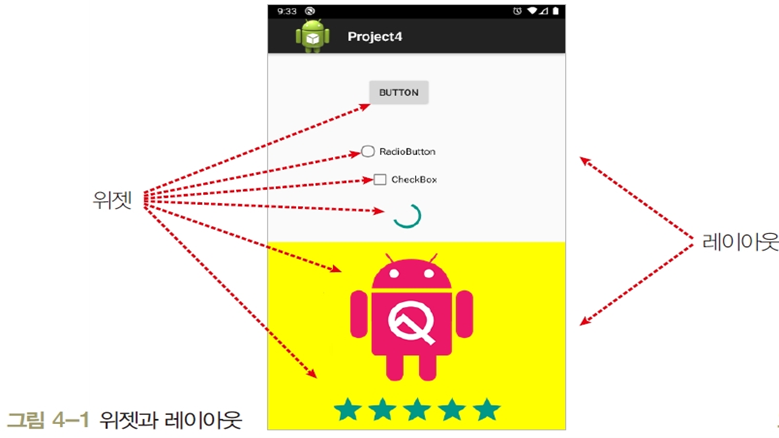 9:33
Project4
BUTTON
RadioButton
CheckBox
위젯
레이아웃
그림 4-1 위젯과 레이아웃